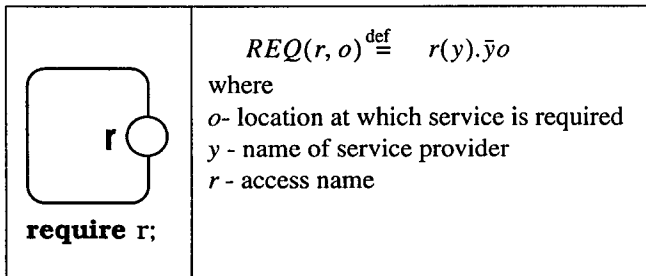 r
require r;
REQ(r, o) def= r(y).ȳo
where
o- location at which service is required
y - name of service provider
r - access name